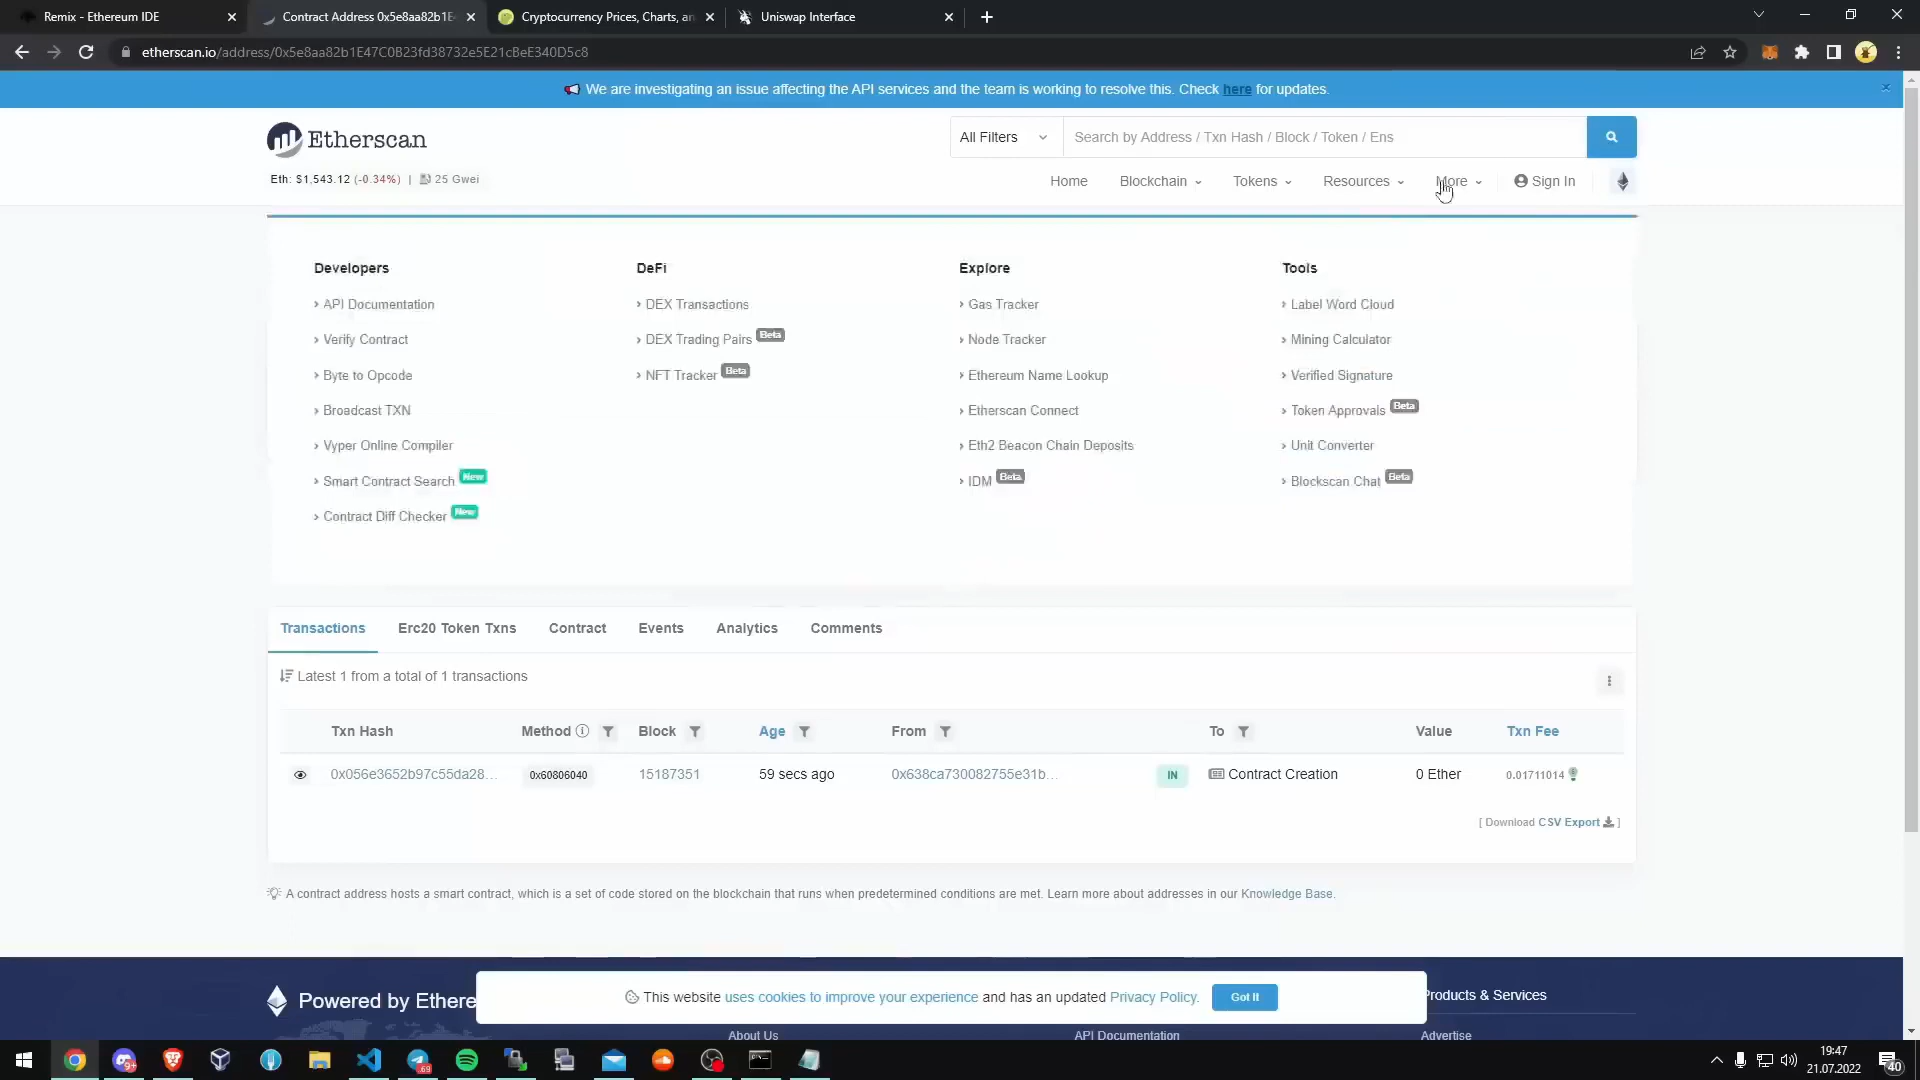 Remix - Ethereum IDE
Contract Address 0x5e8aa82b1E
Cryptocurrency Prices, Charts, an
Uniswap Interface
etherscan.io/address/0x5e8aa82b1E47C0B23fd38732e5E21cBeE340D5c8
We are investigating an issue affecting the API services and the team is working to resolve this. Check here for updates.
Etherscan
All Filters
Search by Address / Txn Hash / Block / Token / Ens
Eth: $1,543.12 (-0.34%) | 25 Gwei
Home
Blockchain
Tokens
Resources
More
Sign In
Developers
API Documentation
Verify Contract
Byte to Opcode
Broadcast TXN
Vyper Online Compiler
Smart Contract Search New
Contract Diff Checker New
DeFi
DEX Transactions
DEX Trading Pairs Beta
NFT Tracker Beta
Explore
Gas Tracker
Node Tracker
Ethereum Name Lookup
Etherscan Connect
Eth2 Beacon Chain Deposits
IDM Beta
Tools
Label Word Cloud
Mining Calculator
Verified Signature
Token Approvals Beta
Unit Converter
Blockscan Chat Beta
Transactions
Erc20 Token Txns
Contract
Events
Analytics
Comments
Latest 1 from a total of 1 transactions
Txn Hash
Method
Block
Age
From
To
Value
Txn Fee
0x056e3652b97c55da28...
0x60806040
15187351
59 secs ago
0x638ca730082755e31b...
IN
Contract Creation
0 Ether
0.01711014
[ Download CSV Export ]
A contract address hosts a smart contract, which is a set of code stored on the blockchain that runs when predetermined conditions are met. Learn more about addresses in our Knowledge Base.
Powered by Ethere
This website uses cookies to improve your experience and has an updated Privacy Policy.
Got It
Products & Services
About Us
API Documentation
Advertise
9+
69
19:47
21.07.2022
40